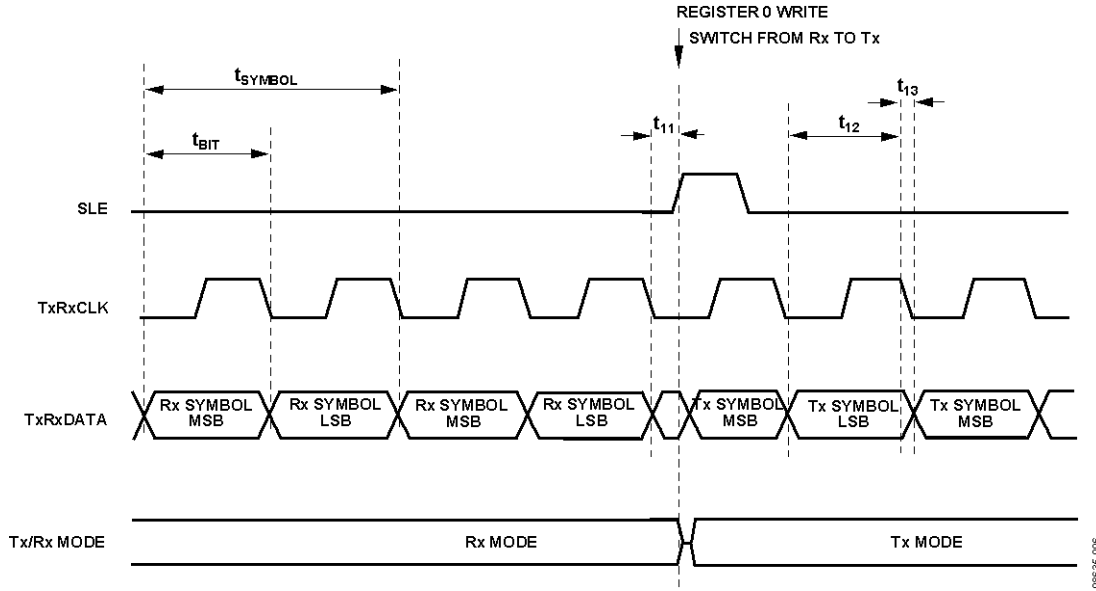 REGISTER 0 WRITE
SWITCH FROM Rx TO Tx
tSYMBOL
tBIT
t11
t12
t13
SLE
TxRxCLK
TxRxDATA
Rx SYMBOL
MSB
Rx SYMBOL
LSB
Rx SYMBOL
MSB
Rx SYMBOL
LSB
Tx SYMBOL
MSB
Tx SYMBOL
LSB
Tx SYMBOL
MSB
Tx/Rx MODE
Rx MODE
Tx MODE